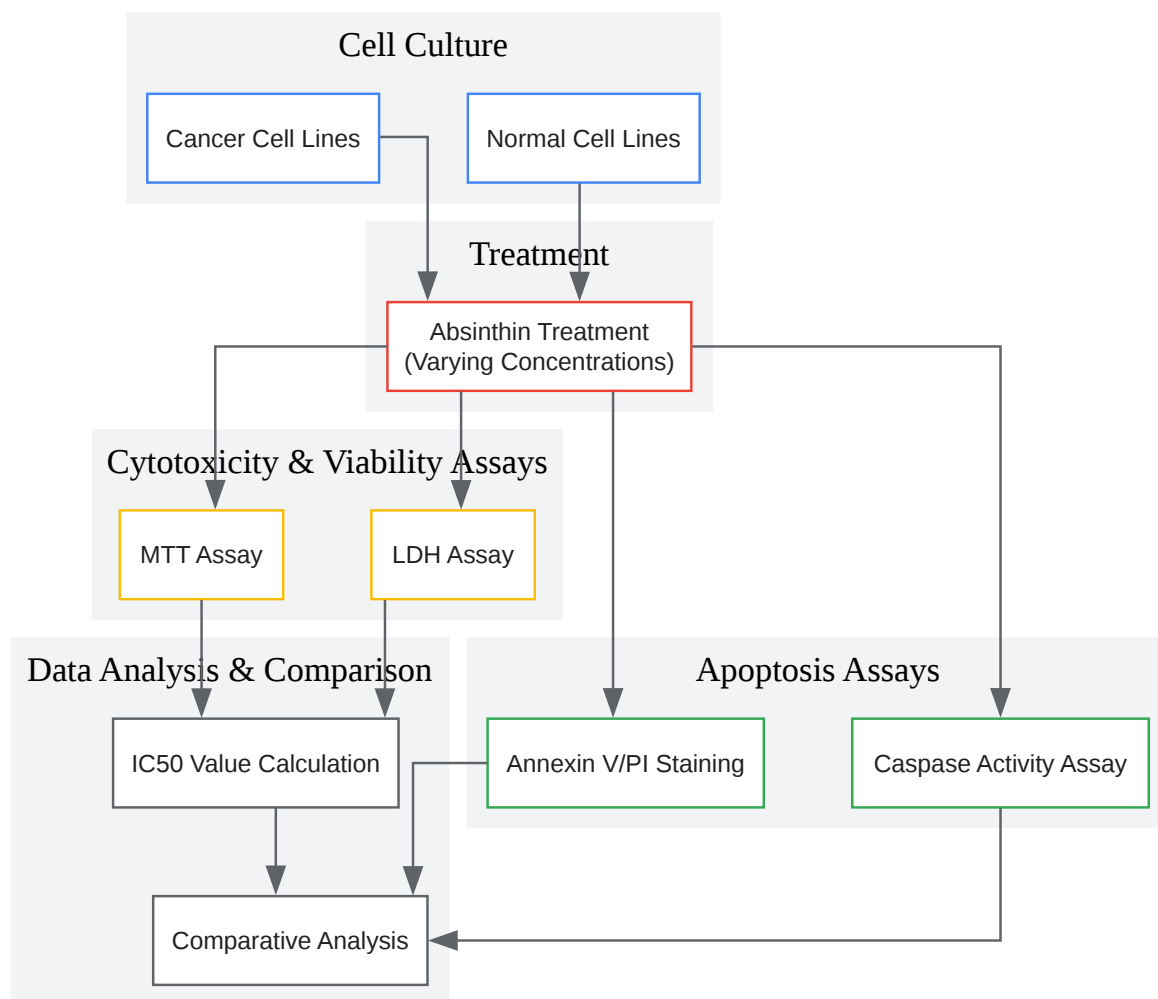 Cell Culture
Cancer Cell Lines
Normal Cell Lines
Treatment
Absinthin Treatment
(Varying Concentrations)
Cytotoxicity & Viability Assays
MTT Assay
LDH Assay
Data Analysis & Comparison
Apoptosis Assays
IC50 Value Calculation
Annexin V/PI Staining
Caspase Activity Assay
Comparative Analysis